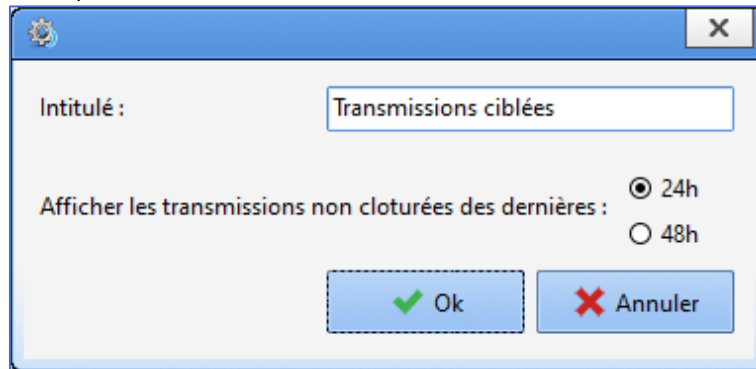 Intitulé :
Transmissions ciblées
Afficher les transmissions non cloturées des dernières :
24h
48h
Ok
Annuler